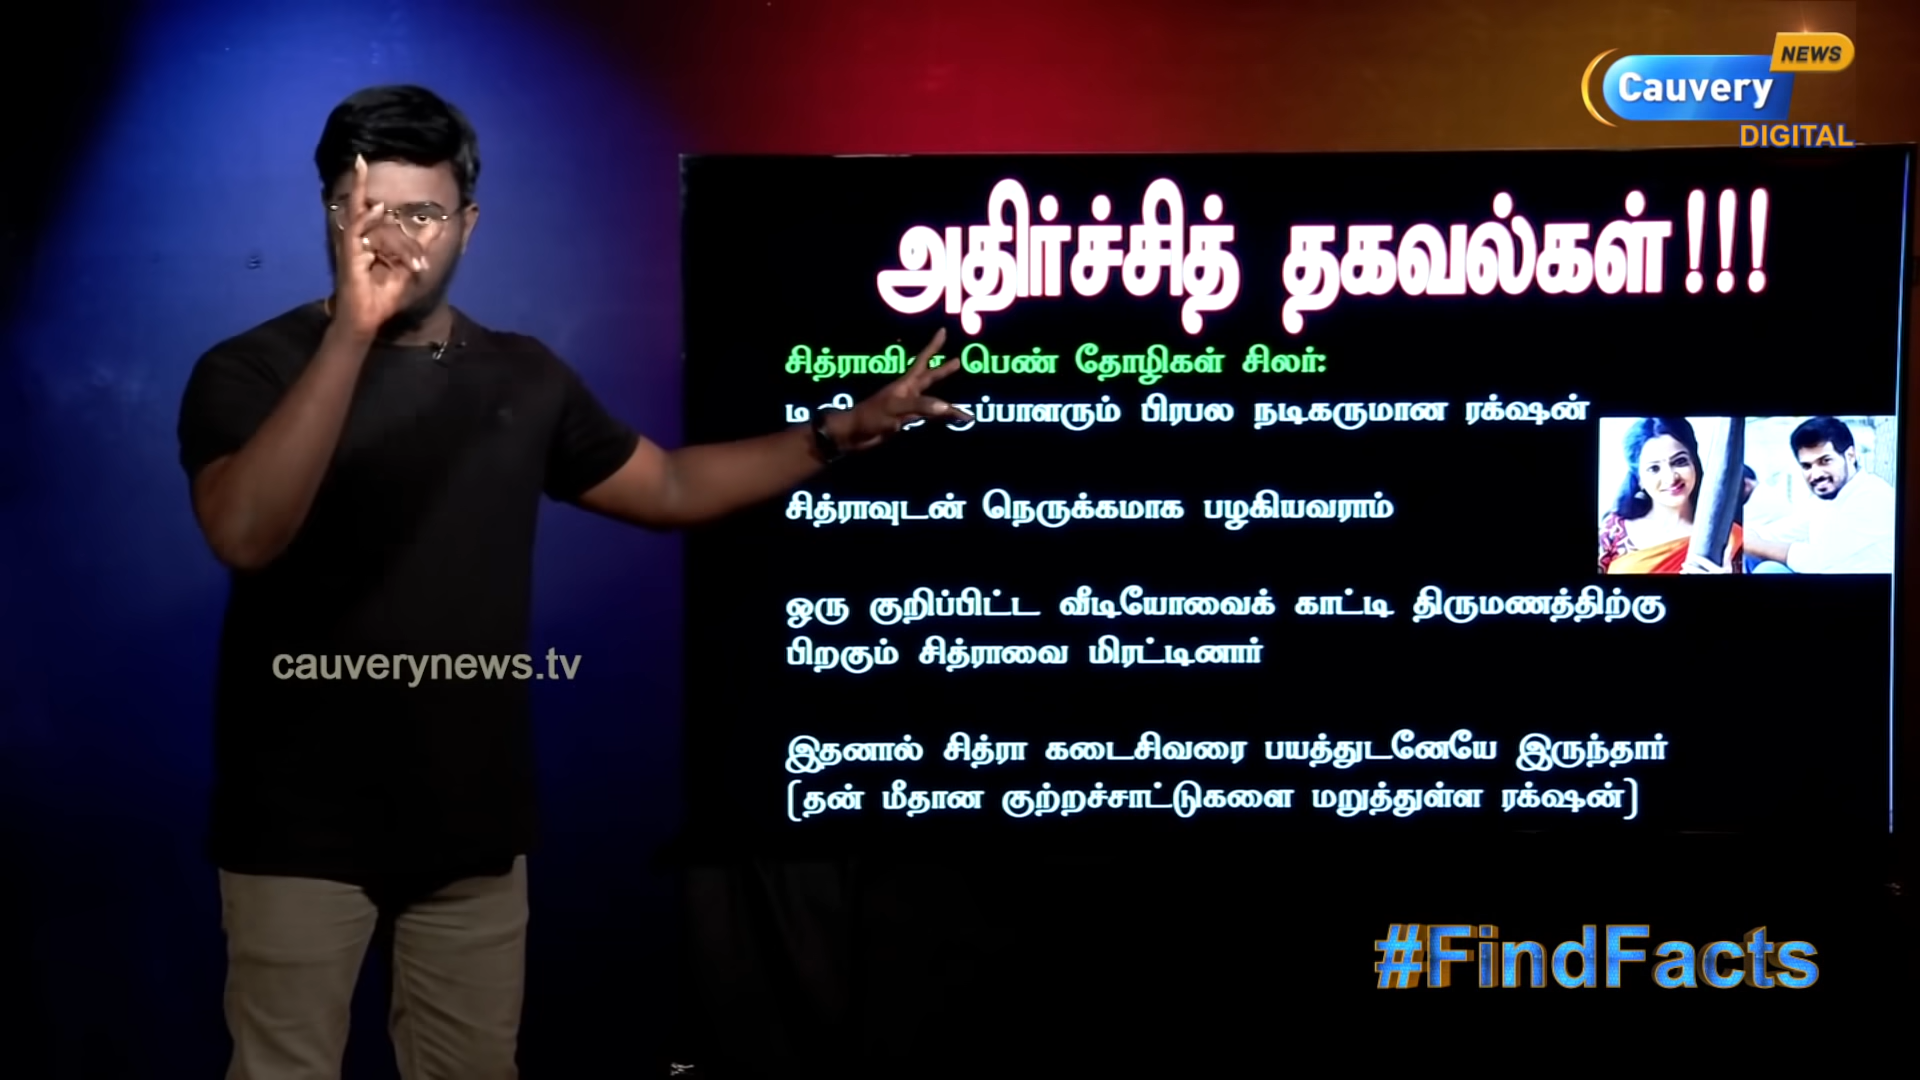 NEWS
Cauvery
DIGITAL
அதிர்ச்சித் தகவல்கள்!!!
பெண் தோழிகள் சிலர்:
பிரபல நடிகருமான ரக்‌ஷன்
சித்ராவுடன் நெருக்கமாக பழகியவராம்
ஒரு குறிப்பிட்ட வீடியோவைக் காட்டி திருமணத்திற்கு
பிறகும் சித்ராவை மிரட்டினார்
cauverynews.tv
இதனால் சித்ரா கடைசிவரை பயத்துடனேயே இருந்தார்
(தன் மீதான குற்றச்சாட்டுகளை மறுத்துள்ள ரக்‌ஷன்)
#FindFacts